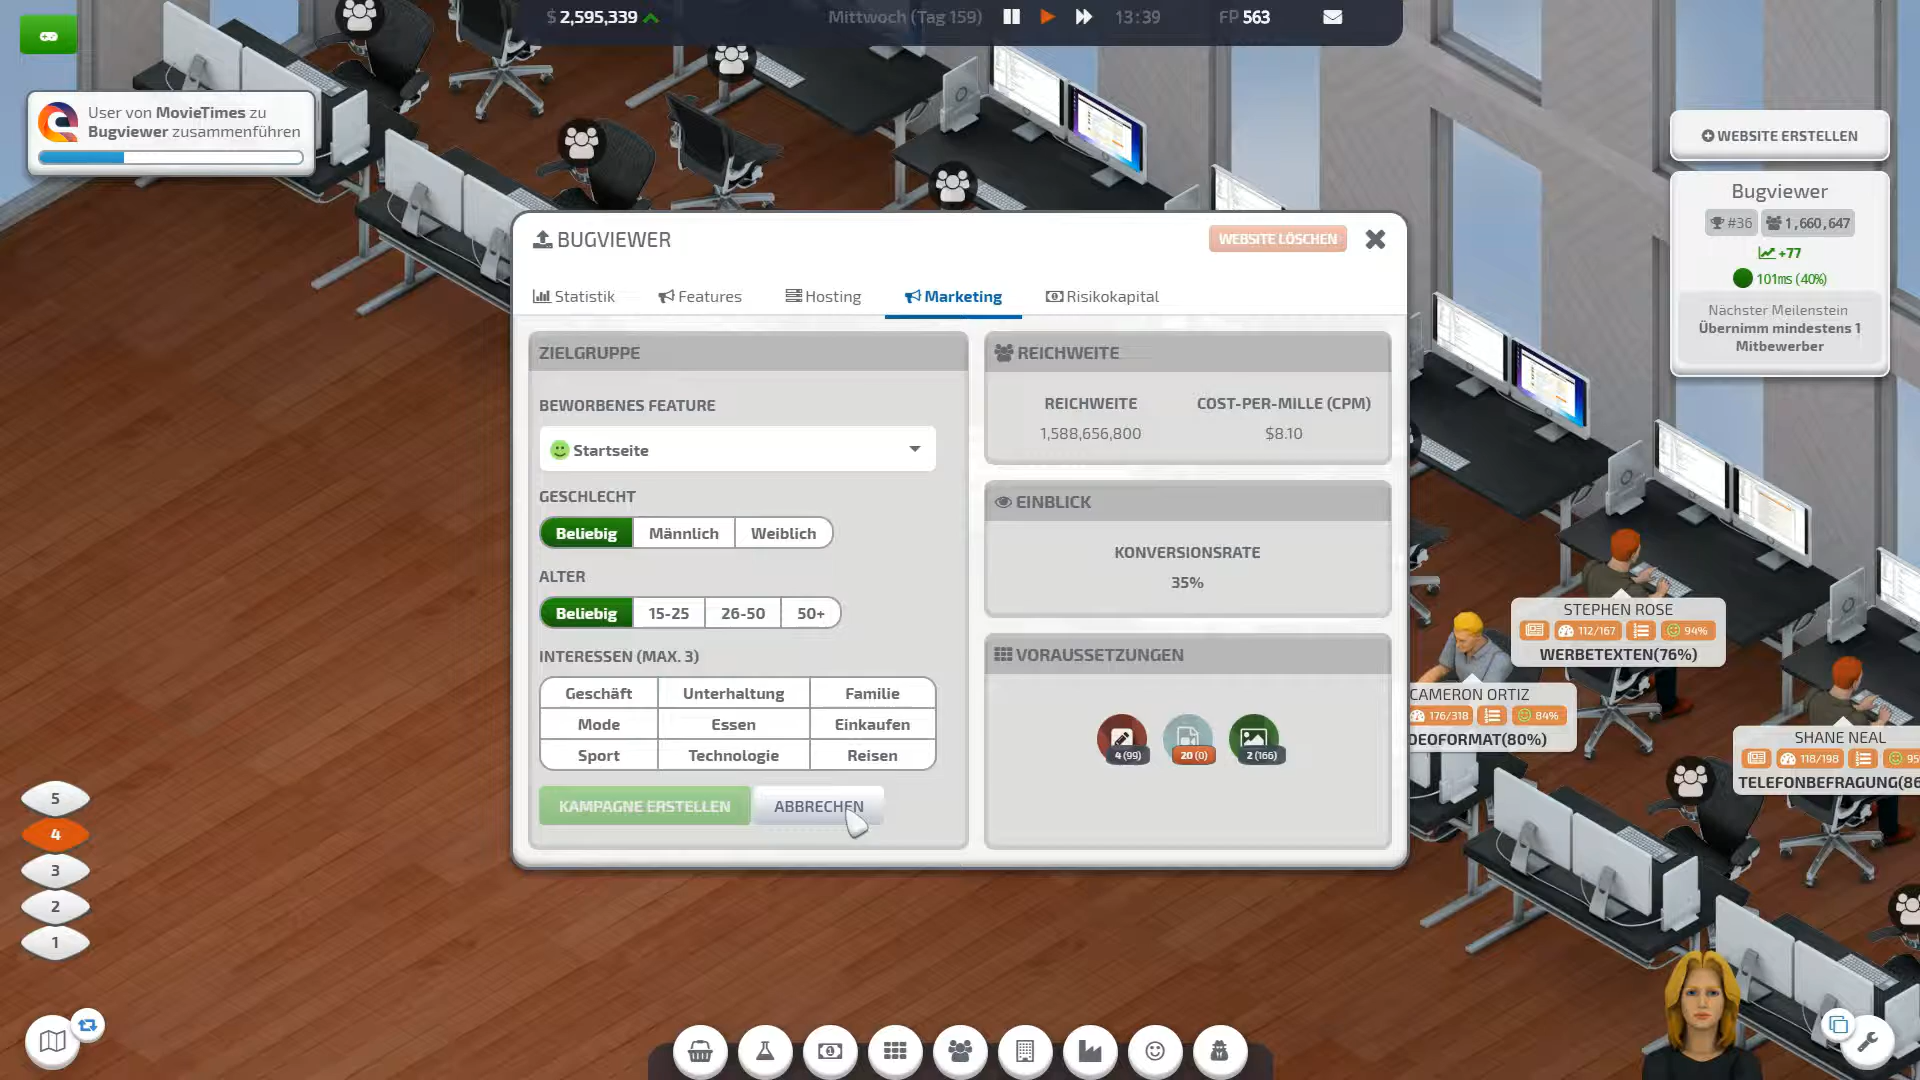 $ 2,595,339
Mittwoch (Tag 159)
13:39
FP 563
User von MovieTimes zu
Bugviewer zusammenführen
WEBSITE ERSTELLEN
Bugviewer
#36
1,660,647
+77
101ms (40%)
Nächster Meilenstein
Übernimm mindestens 1
Mitbewerber
BUGVIEWER
WEBSITE LÖSCHEN
Statistik
Features
Hosting
Marketing
Risikokapital
ZIELGRUPPE
BEWORBENES FEATURE
Startseite
GESCHLECHT
Beliebig
Männlich
Weiblich
ALTER
Beliebig
15-25
26-50
50+
INTERESSEN (MAX. 3)
Geschäft
Unterhaltung
Familie
Mode
Essen
Einkaufen
Sport
Technologie
Reisen
KAMPAGNE ERSTELLEN
ABBRECHEN
REICHWEITE
REICHWEITE
COST-PER-MILLE (CPM)
1,588,656,800
$8.10
EINBLICK
KONVERSIONSRATE
35%
VORAUSSETZUNGEN
4 (99)
20 (0)
2 (166)
STEPHEN ROSE
112/167
94%
WERBETEXTEN(76%)
CAMERON ORTIZ
176/318
84%
DEOFORMAT(80%)
SHANE NEAL
118/198
95
TELEFONBEFRAGUNG(86
5
4
3
2
1